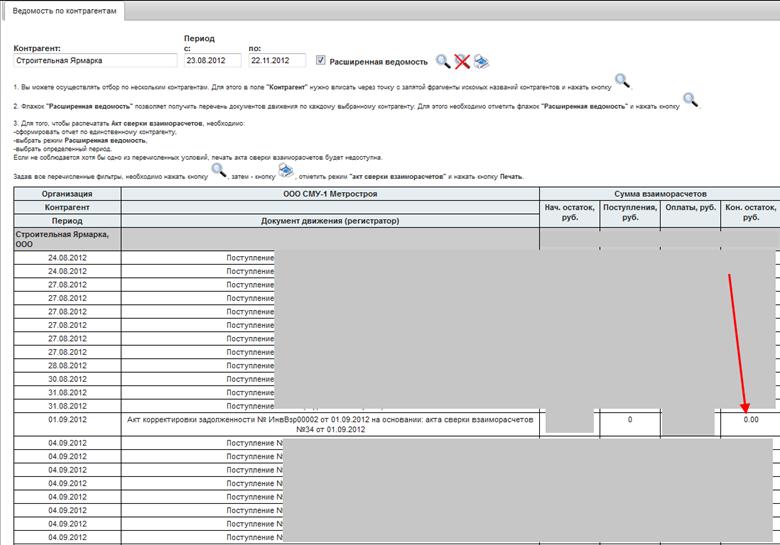 Ведомость по контрагентам
Период
Контрагент: с: по:
Строительная Ярмарка 23.08.2012 22.11.2012 Расширенная ведомость
1. Вы можете осуществлять отбор по нескольким контрагентам. Для этого в поле "Контрагент" нужно вписать через точку с запятой фрагменты искомых названий контрагентов и нажать кнопку .
2. Флажок "Расширенная ведомость" позволяет получить перечень документов движения по каждому выбранному контрагенту. Для этого необходимо отметить флажок "Расширенная ведомость" и нажать кнопку .
3. Для того, чтобы распечатать Акт сверки взаиморасчетов, необходимо:
-сформировать отчет по единственному контрагенту,
-выбрать режим Расширенная ведомость,
-выбрать определенный период.
Если не соблюдается хотя бы одно из перечисленных условий, печать акта сверки взаиморасчетов будет недоступна.
Задав все перечисленные фильтры, необходимо нажать кнопку , затем - кнопку , отметить режим "акт сверки взаиморасчетов" и нажать кнопку Печать.
Организация ООО СМУ-1 Метрострой Сумма взаиморасчетов
Контрагент Нач. остаток, руб. Поступления, руб. Оплаты, руб. Кон. остаток, руб.
Период Документ движения (регистратор)
Строительная Ярмарка,
ООО
24.08.2012 Поступление
24.08.2012 Поступление
27.08.2012 Поступление
27.08.2012 Поступление
27.08.2012 Поступление
27.08.2012 Поступление
27.08.2012 Поступление
27.08.2012 Поступление
28.08.2012 Поступление
30.08.2012 Поступление
31.08.2012 Поступление
31.08.2012 Поступление
01.09.2012 Акт корректировки задолженности № ИнвВзр00002 от 01.09.2012 на основании: акта сверки взаиморасчетов 0 0.00
№34 от 01.09.2012
04.09.2012 Поступление №
04.09.2012 Поступление №
04.09.2012 Поступление №
04.09.2012 Поступление №
04.09.2012 Поступление №
04.09.2012 Поступление №
04.09.2012 Поступление №
04.09.2012 Поступление №